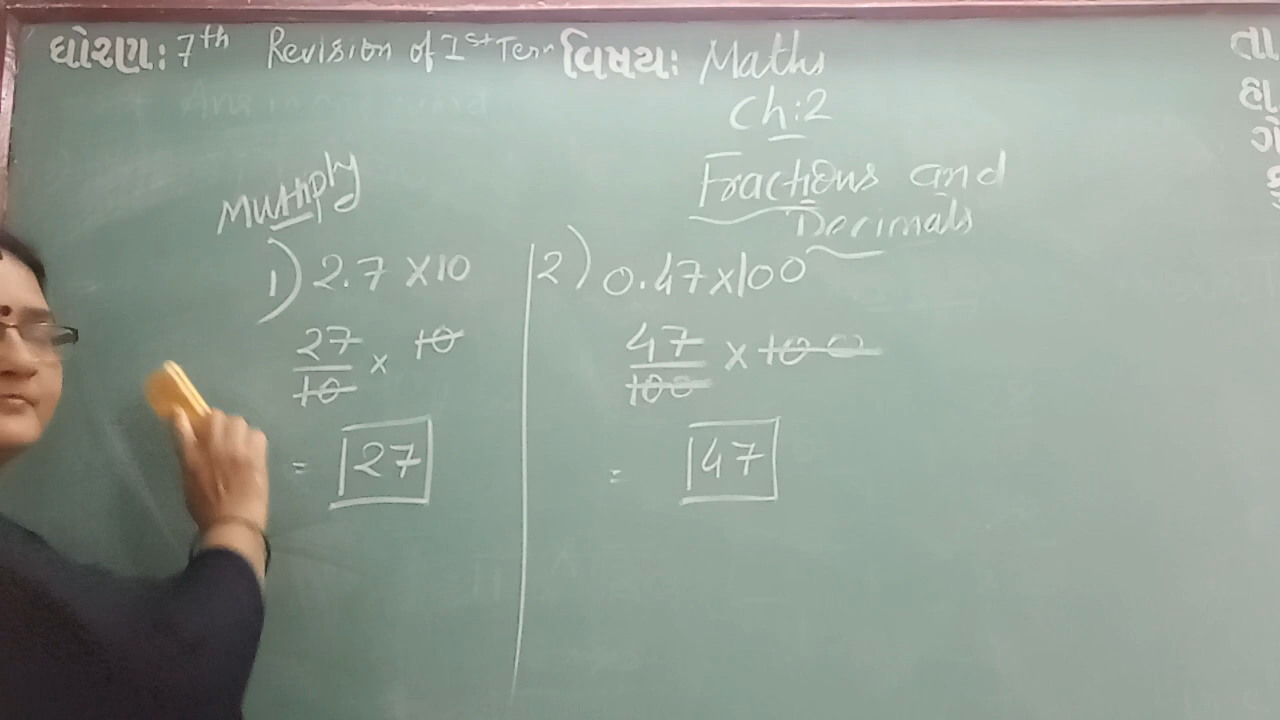 ધોરણ: 7th Revision of 1st Term વિષય: Maths
Ch:2
Fractions and
Decimals
Multiply
1) 2.7 × 10
27/10 × 10
= 27
2) 0.47 × 100
47/100 × 100
= 47
તા
હા
ગે